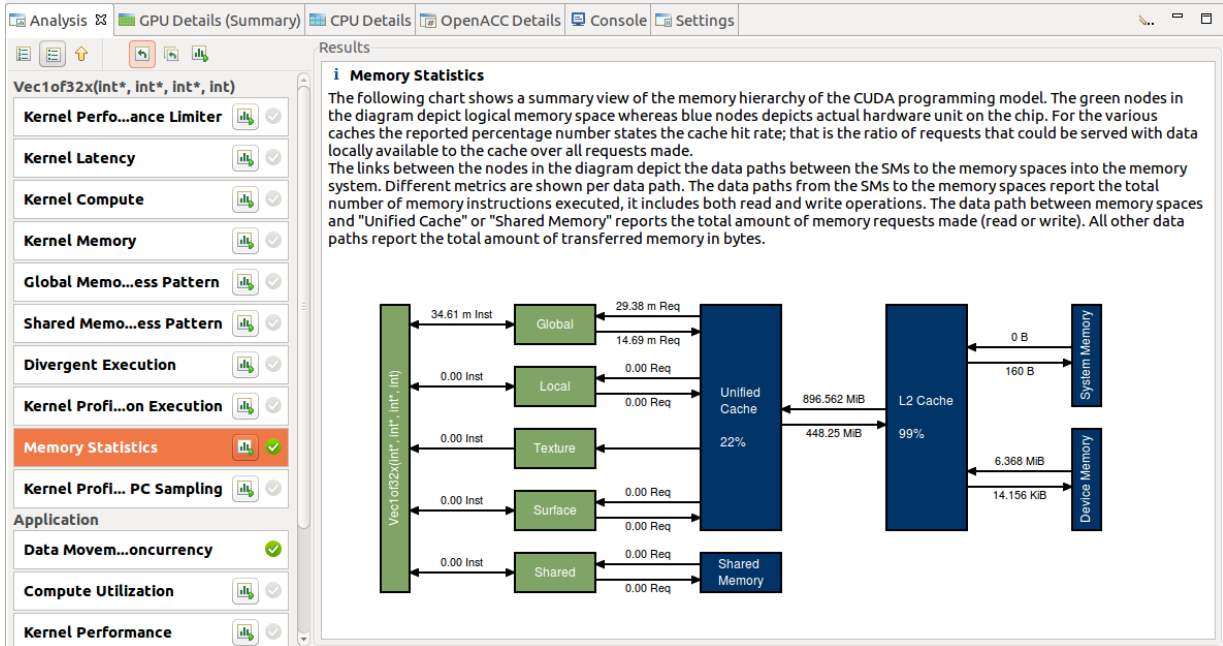 Analysis
GPU Details (Summary)
CPU Details
OpenACC Details
Console
Settings
Vec1of32x(int*, int*, int*, int)
Kernel Perfo...ance Limiter
Kernel Latency
Kernel Compute
Kernel Memory
Global Memo...ess Pattern
Shared Memo...ess Pattern
Divergent Execution
Kernel Profi...on Execution
Memory Statistics
Kernel Profi... PC Sampling
Application
Data Movem...oncurrency
Compute Utilization
Kernel Performance
Results
i Memory Statistics
The following chart shows a summary view of the memory hierarchy of the CUDA programming model. The green nodes in
the diagram depict logical memory space whereas blue nodes depicts actual hardware unit on the chip. For the various
caches the reported percentage number states the cache hit rate; that is the ratio of requests that could be served with data
locally available to the cache over all requests made.
The links between the nodes in the diagram depict the data paths between the SMs to the memory spaces into the memory
system. Different metrics are shown per data path. The data paths from the SMs to the memory spaces report the total
number of memory instructions executed, it includes both read and write operations. The data path between memory spaces
and "Unified Cache" or "Shared Memory" reports the total amount of memory requests made (read or write). All other data
paths report the total amount of transferred memory in bytes.
Vec1of32x(int*, int*, int*, int)
34.61 m Inst
Global
29.38 m Req
14.69 m Req
0.00 Inst
Local
0.00 Req
0.00 Req
0.00 Inst
Texture
0.00 Inst
Surface
0.00 Req
0.00 Req
0.00 Inst
Shared
0.00 Req
0.00 Req
Unified
Cache
22%
Shared
Memory
896.562 MiB
448.25 MiB
L2 Cache
99%
0 B
160 B
System Memory
6.368 MiB
14.156 KiB
Device Memory